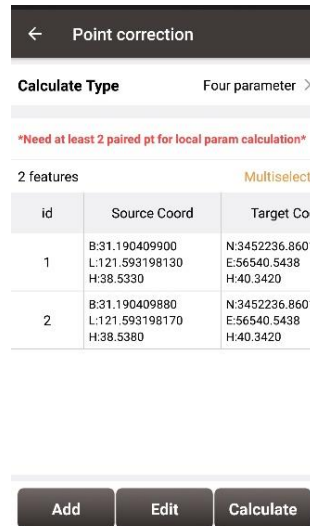 Point correction
Calculate Type Four parameter
*Need at least 2 paired pt for local param calculation*
2 features Multiselect
id Source Coord Target Co
B:31.190409900 N:3452236.860
1 L:121.593198130 E:56540.5438
H:38.5330 H:40.3420
B:31.190409880 N:3452236.860
2 L:121.593198170 E:56540.5438
H:38.5380 H:40.3420
Add Edit Calculate